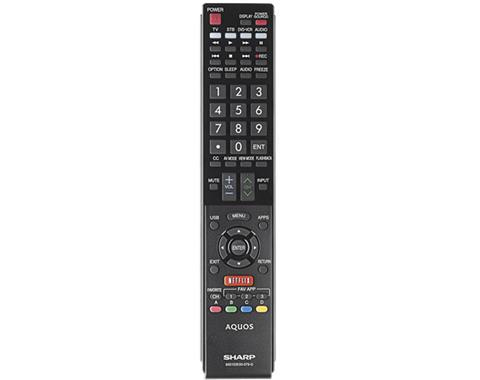 POWER
DISPLAY POWER SOURCE
TV STB DVD•VCR AUDIO
REC
OPTION SLEEP AUDIO FREEZE
1 2 3
4 5 6
7 8 9
• 0 ENT
CC AV MODE VIEW MODE FLASHBACK
MUTE + INPUT
VOL CH
−
USB MENU APPS
ENTER
EXIT RETURN
NETFLIX
FAVORITE FAV APP
CH 1 2 3
A B C D
AQUOS
SHARP